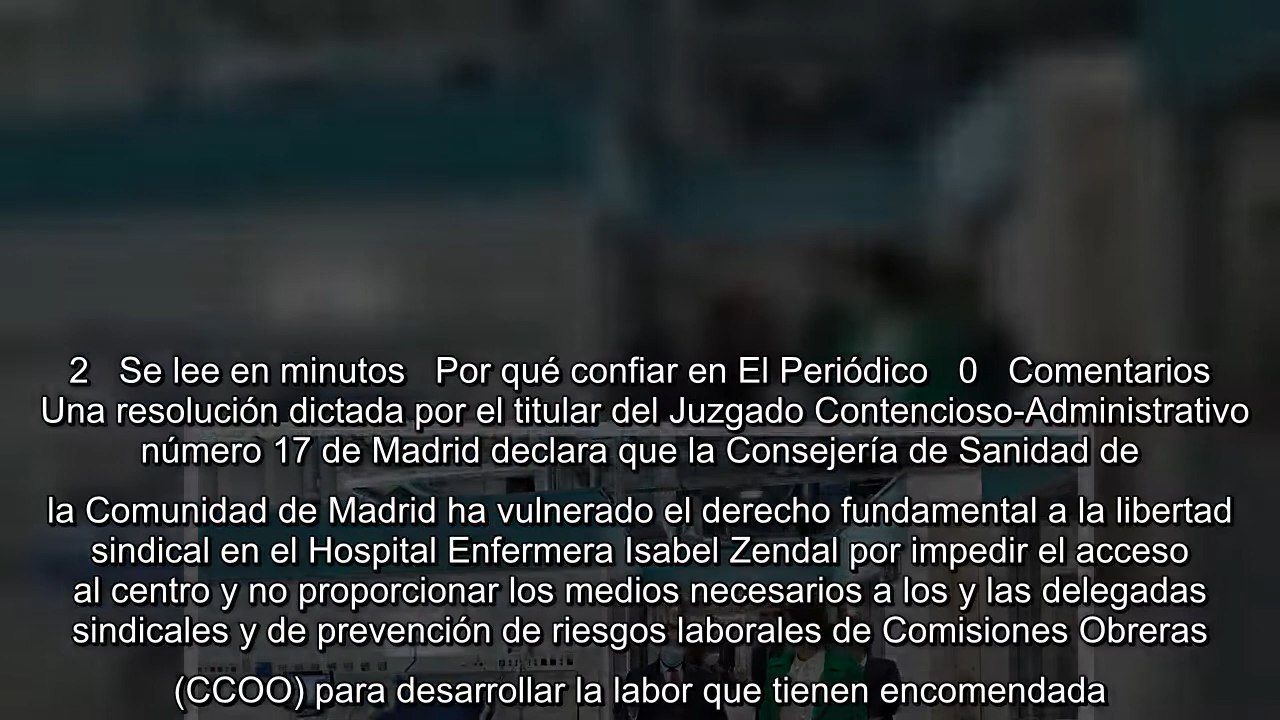 2 Se lee en minutos Por qué confiar en El Periódico 0 Comentarios
Una resolución dictada por el titular del Juzgado Contencioso-Administrativo
número 17 de Madrid declara que la Consejería de Sanidad de
la Comunidad de Madrid ha vulnerado el derecho fundamental a la libertad
sindical en el Hospital Enfermera Isabel Zendal por impedir el acceso
al centro y no proporcionar los medios necesarios a los y las delegadas
sindicales y de prevención de riesgos laborales de Comisiones Obreras
(CCOO) para desarrollar la labor que tienen encomendada